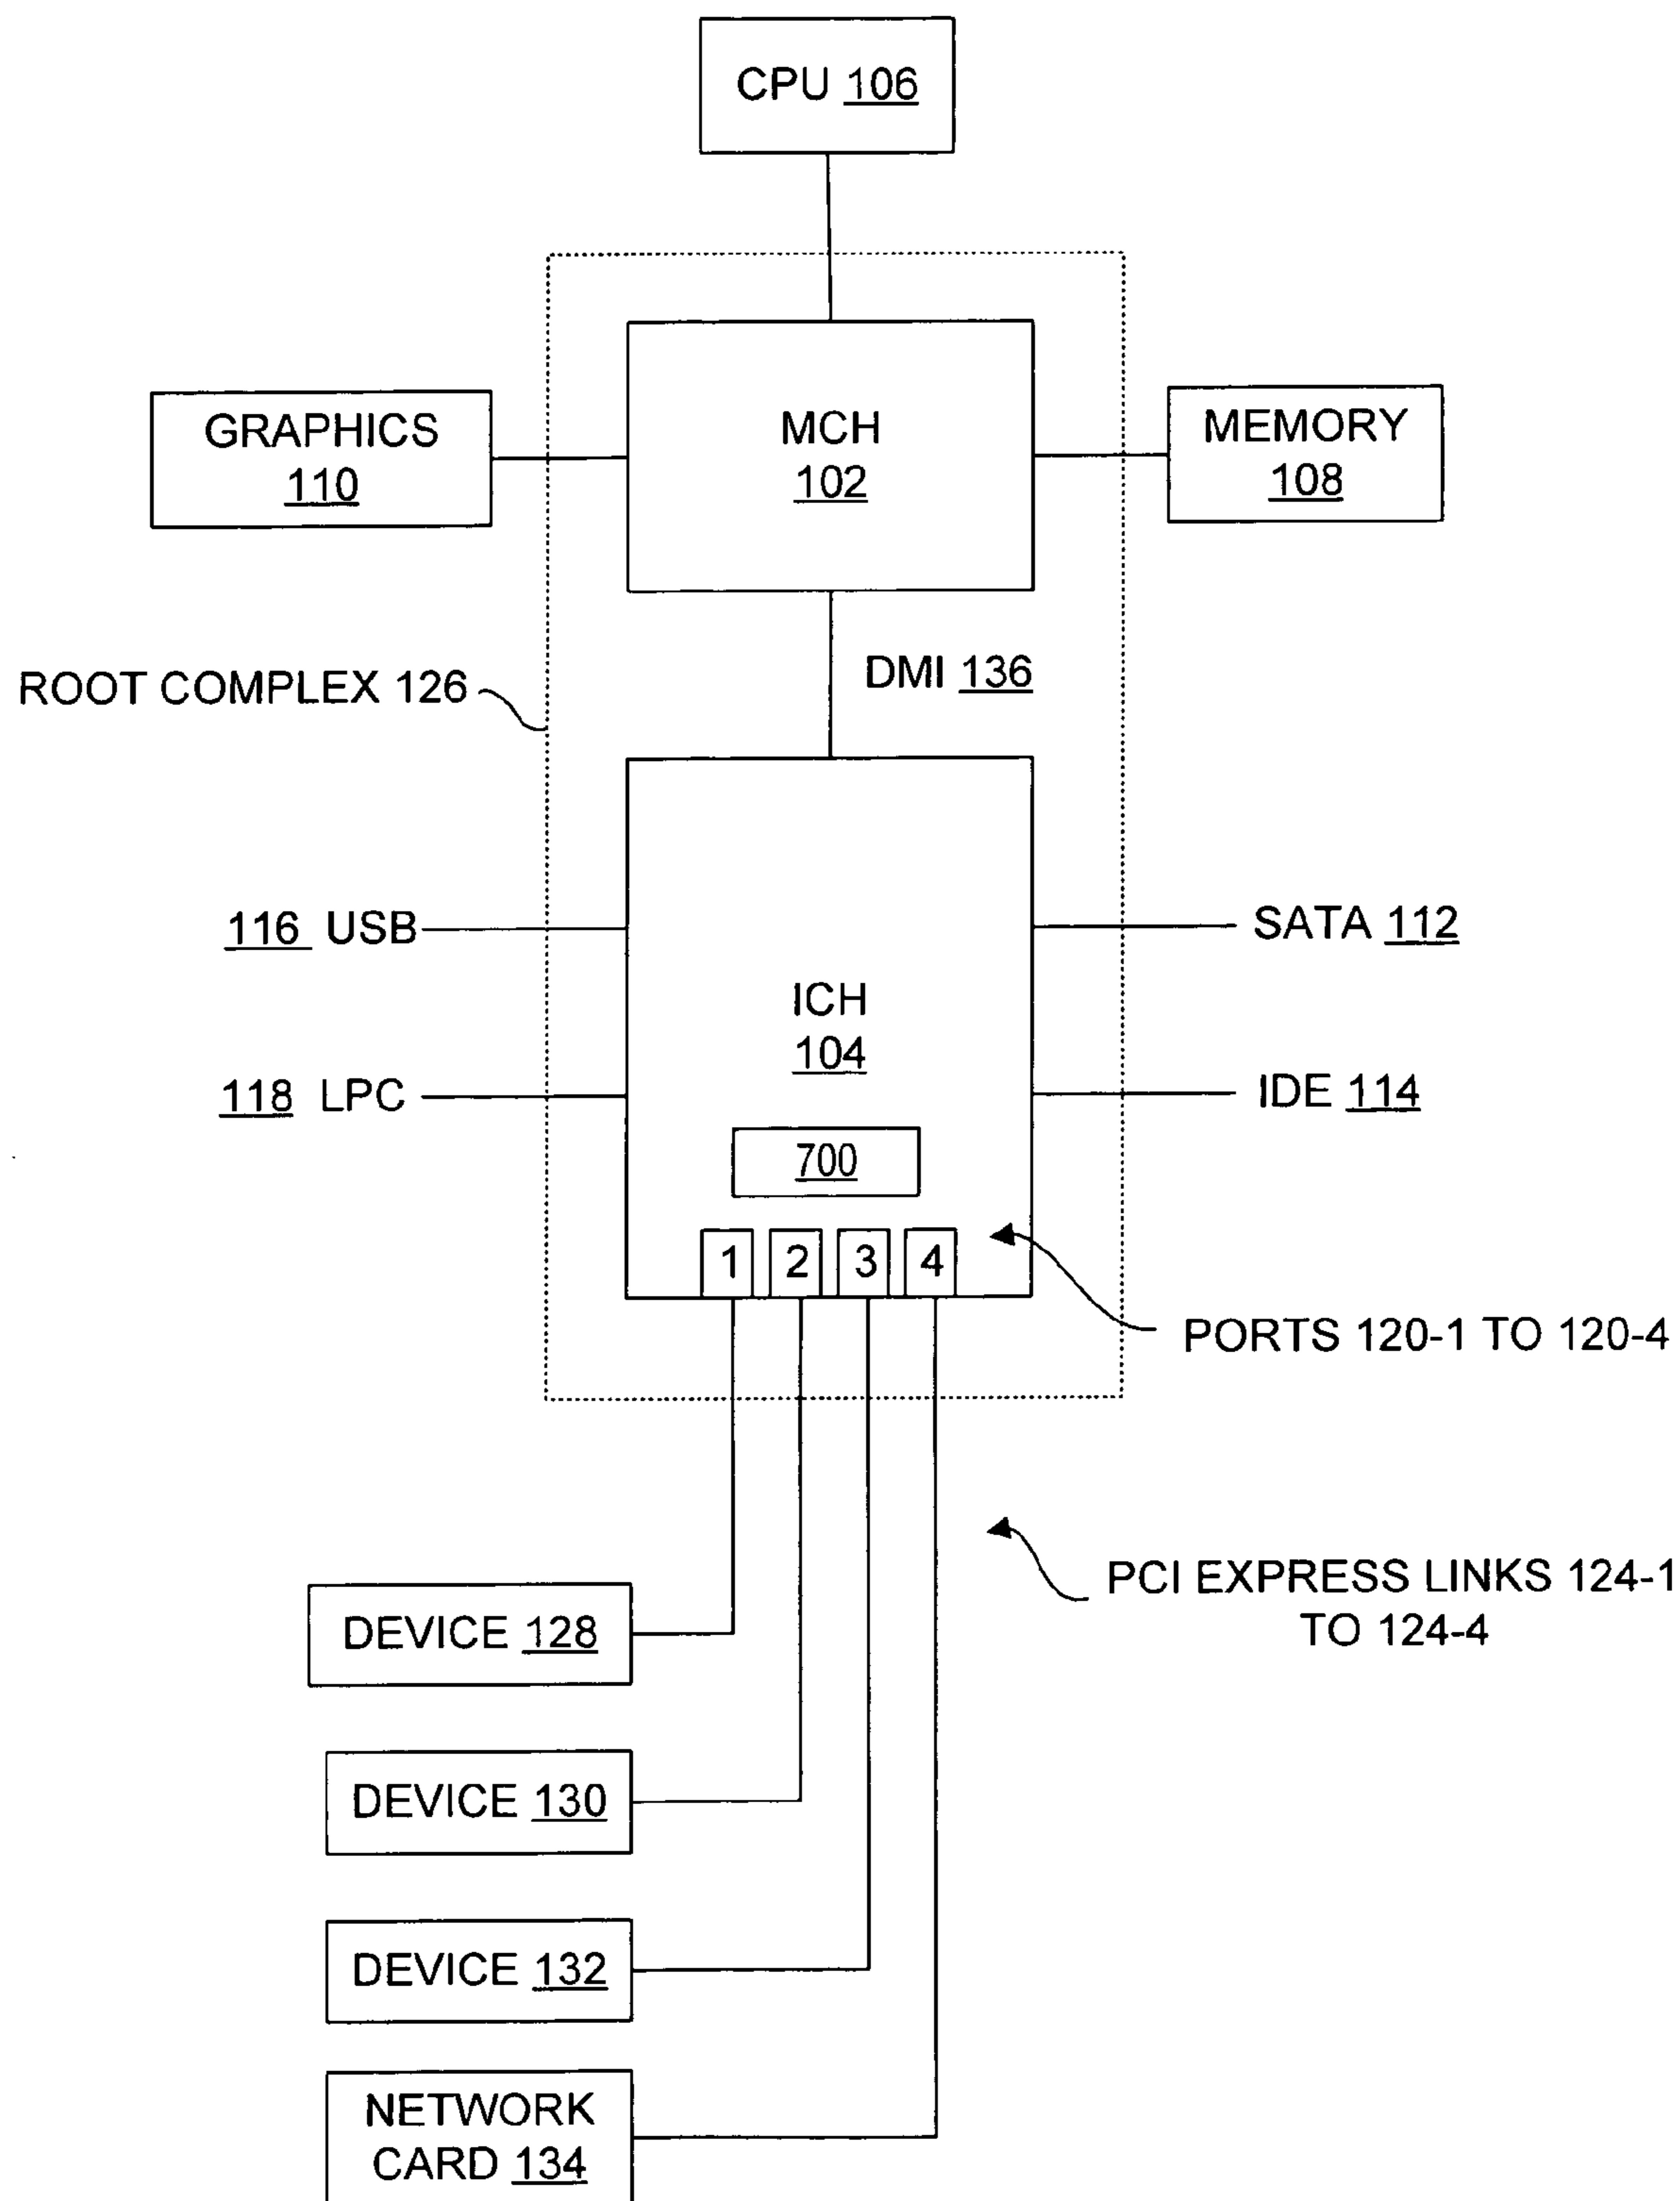 CPU 106
GRAPHICS
110
MCH
102
MEMORY
108
ROOT COMPLEX 126
DMI 136
116 USB
SATA 112
ICH
104
118 LPC
IDE 114
700
1 2 3 4
PORTS 120-1 TO 120-4
PCI EXPRESS LINKS 124-1
TO 124-4
DEVICE 128
DEVICE 130
DEVICE 132
NETWORK
CARD 134